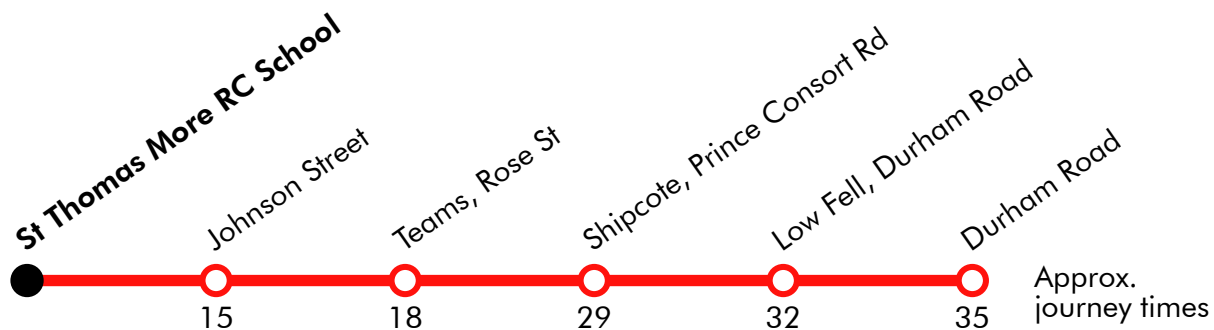 St Thomas More RC School
Johnson Street
Teams, Rose St
Shipcote, Prince Consort Rd
Low Fell, Durham Road
Durham Road
15
18
29
32
35
Approx.
journey times